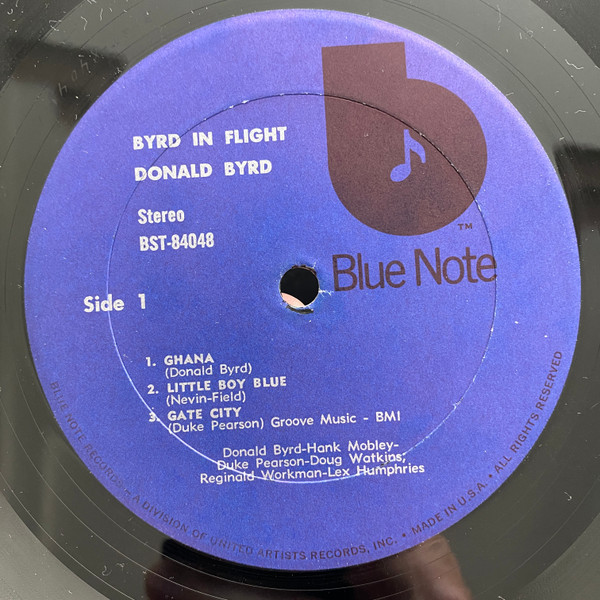 BYRD IN FLIGHT
DONALD BYRD
Stereo
BST-84048
b
TM
Blue Note
Side 1
1. GHANA
(Donald Byrd)
2. LITTLE BOY BLUE
(Nevin-Field)
3. GATE CITY
(Duke Pearson) Groove Music - BMI
Donald Byrd-Hank Mobley-
Duke Pearson-Doug Watkins;
Reginald Workman-Lex Humphries
BLUE NOTE RECORDS • A DIVISION OF UNITED ARTISTS RECORDS, INC. • MADE IN U.S.A. • ALL RIGHTS RESERVED